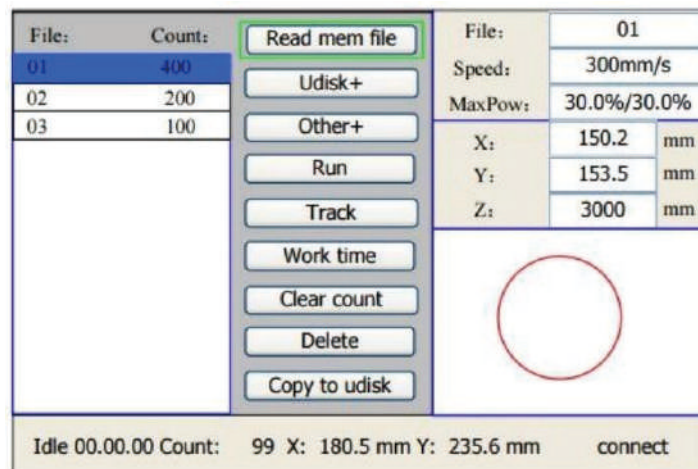 File: Count:
01 400
02 200
03 100
Read mem file
Udisk+
Other+
Run
Track
Work time
Clear count
Delete
Copy to udisk
File: 01
Speed: 300mm/s
MaxPow: 30.0%/30.0%
X: 150.2 mm
Y: 153.5 mm
Z: 3000 mm
Idle 00.00.00 Count: 99 X: 180.5 mm Y: 235.6 mm connect